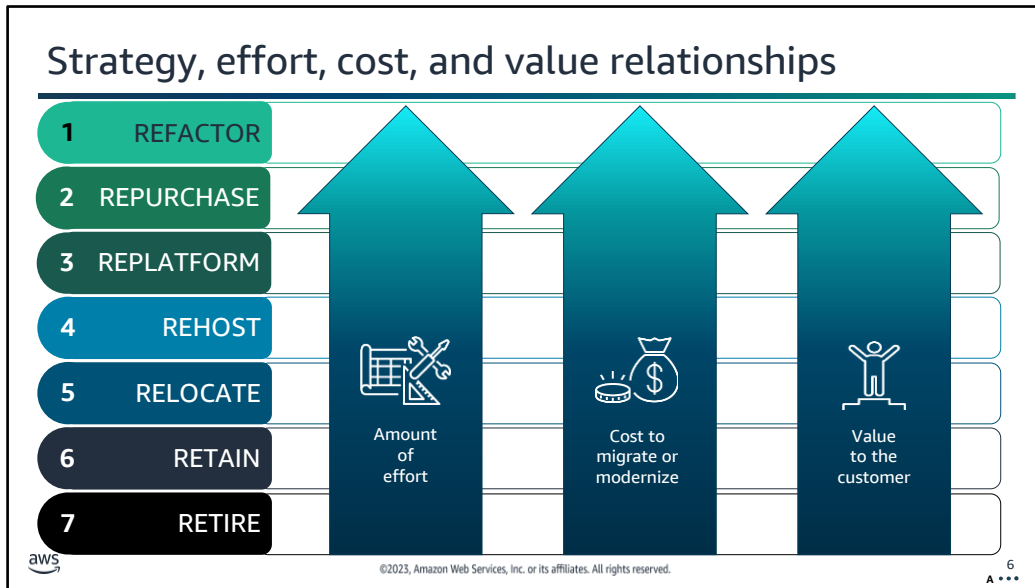 Strategy, effort, cost, and value relationships
1 REFACTOR
2 REPURCHASE
3 REPLATFORM
4 REHOST
5 RELOCATE
6 RETAIN
7 RETIRE
Amount
of
effort
$
Cost to
migrate or
modernize
Value
to the
customer
aws
©2023, Amazon Web Services, Inc. or its affiliates. All rights reserved.
6
A •••